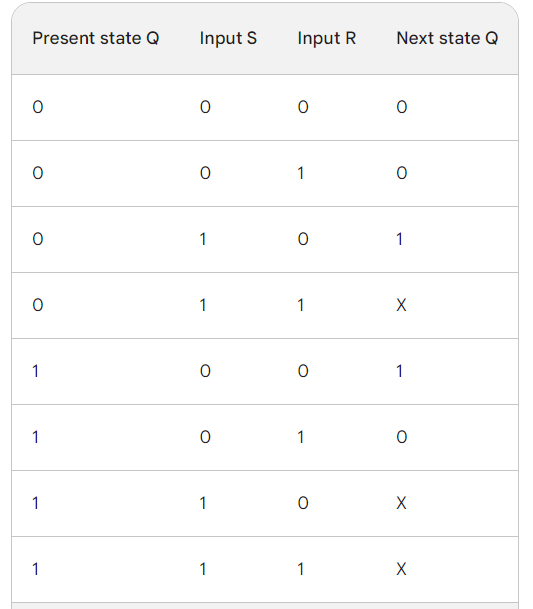 Present state Q Input S Input R Next state Q
0 0 0 0
0 0 1 0
0 1 0 1
0 1 1 X
1 0 0 1
1 0 1 0
1 1 0 X
1 1 1 X